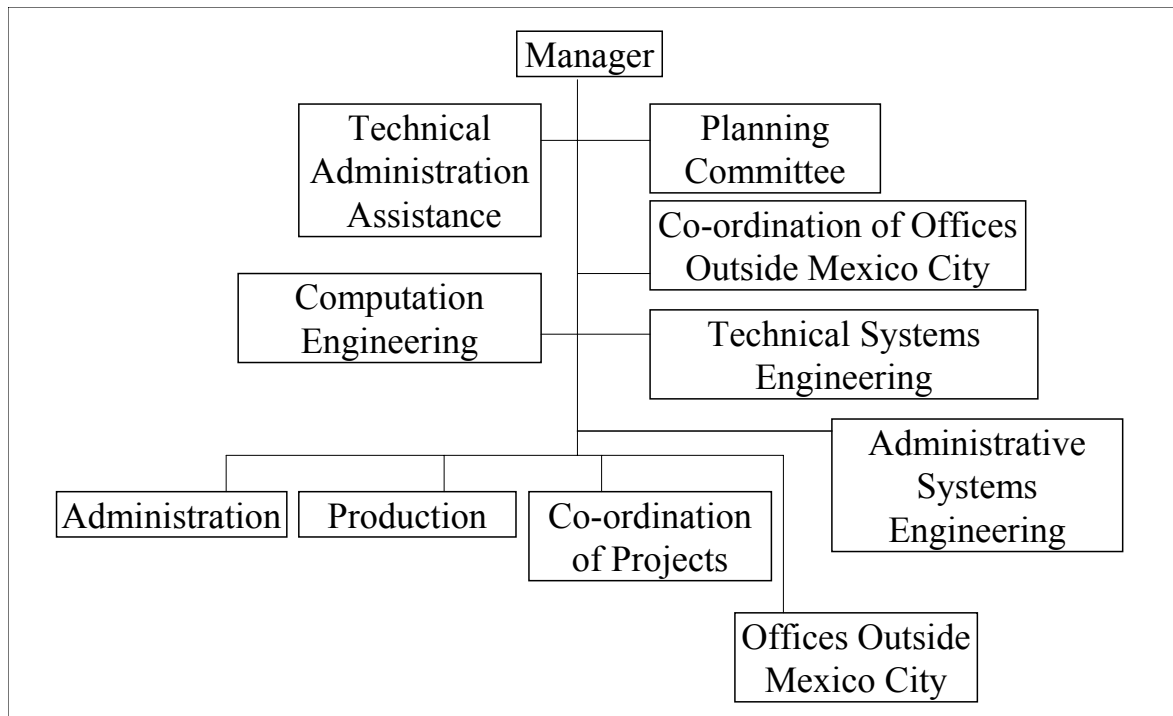 Manager
Technical
Administration
Assistance
Planning
Committee
Co-ordination of Offices
Outside Mexico City
Computation
Engineering
Technical Systems
Engineering
Administrative
Systems
Engineering
Administration
Production
Co-ordination
of Projects
Offices Outside
Mexico City